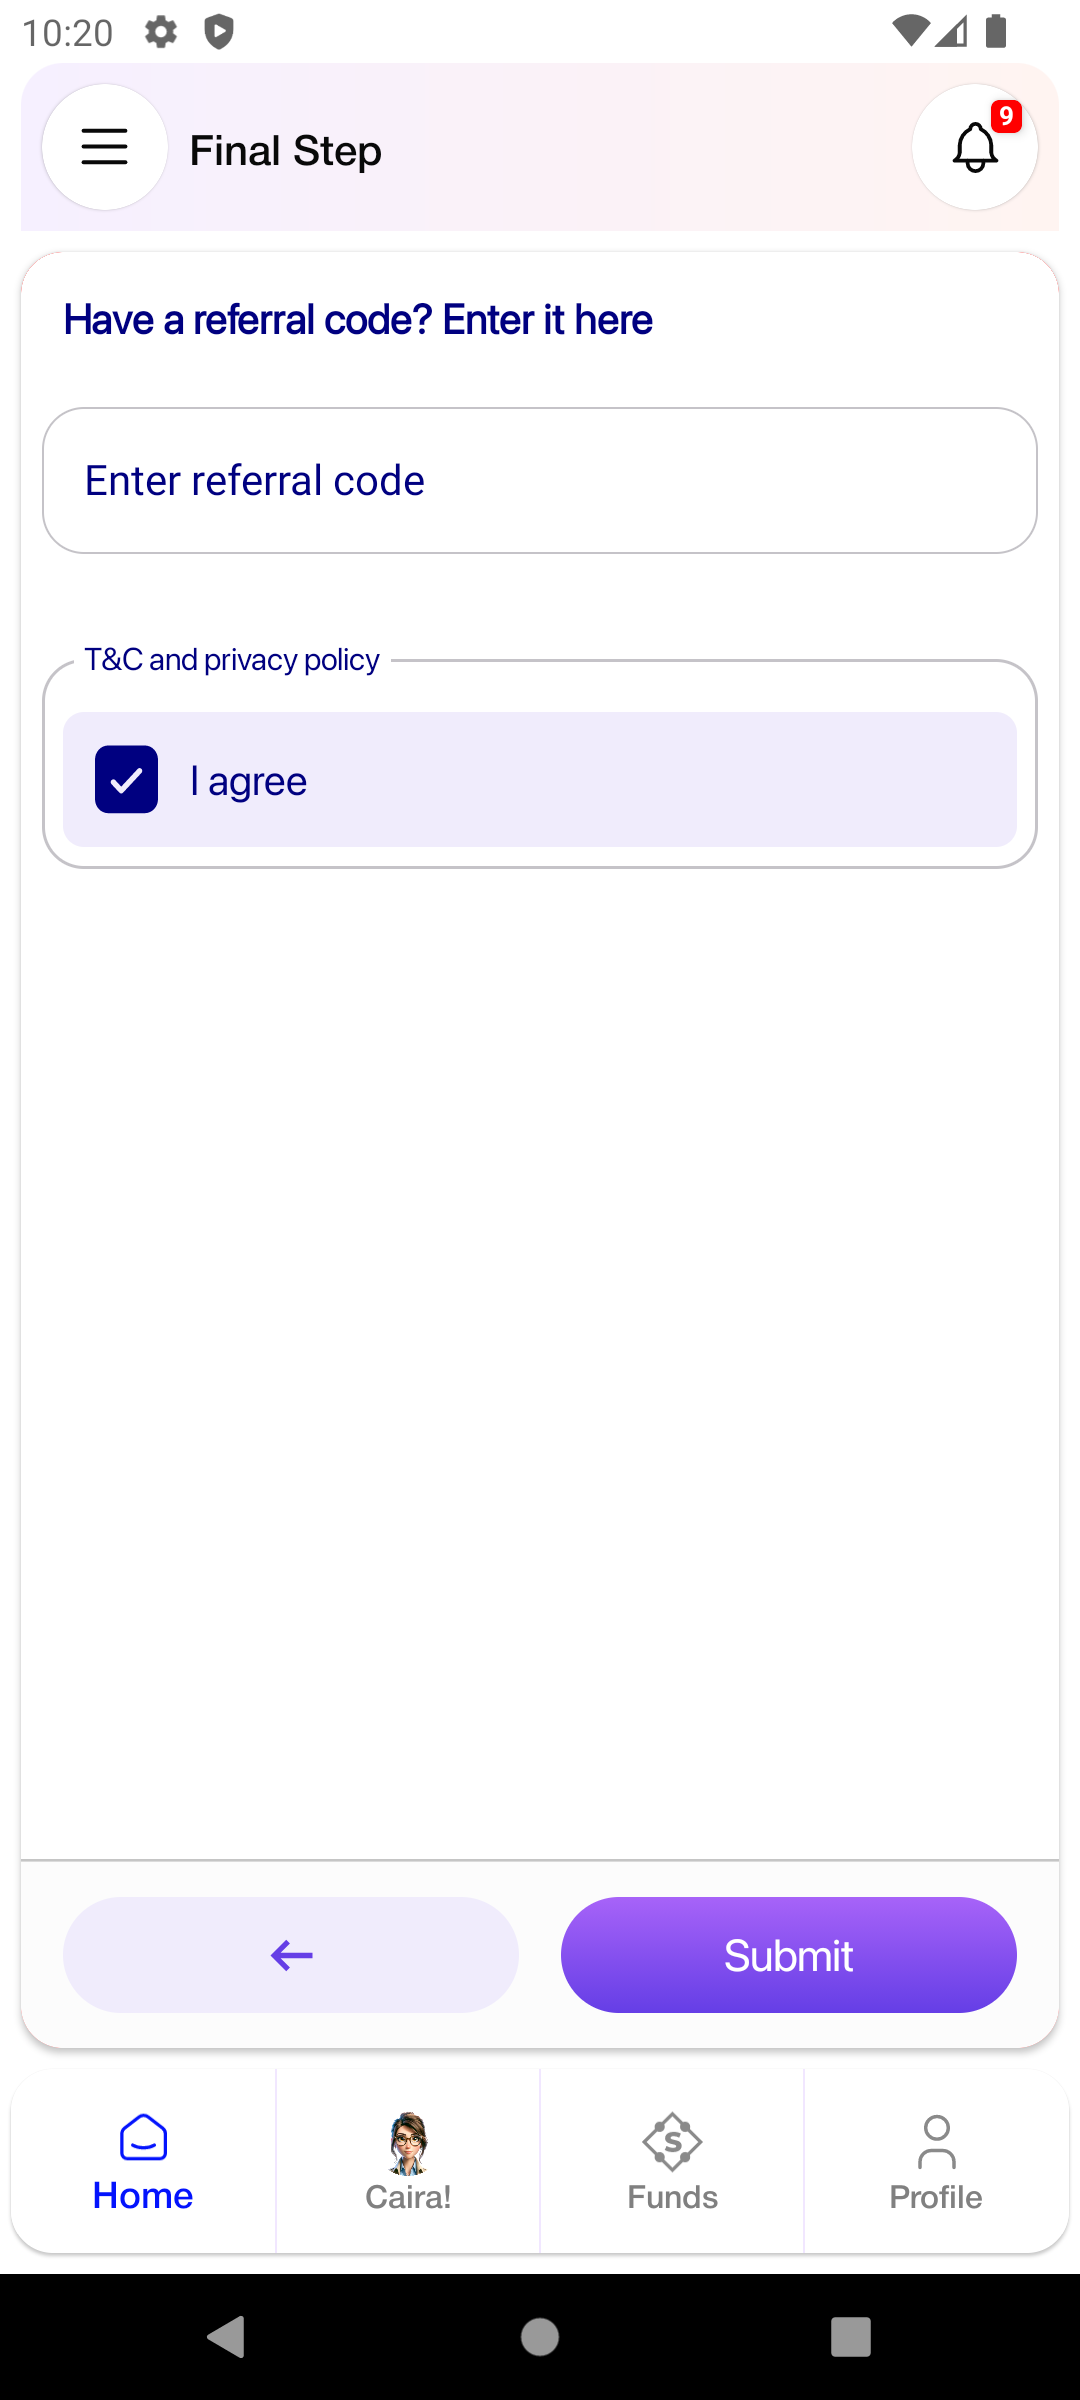 10:20
Final Step
9
Have a referral code? Enter it here
Enter referral code
T&C and privacy policy
I agree
Submit
Home
Caira!
Funds
Profile